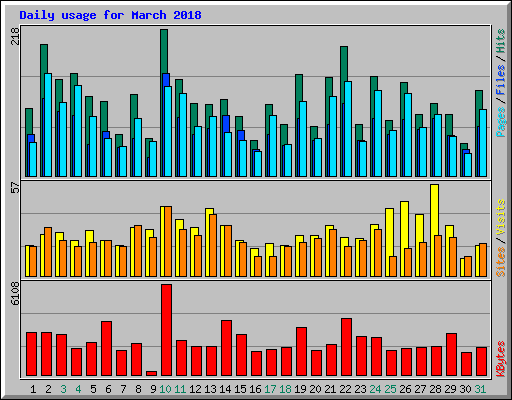 Daily usage for March 2018
218
Pages/Files/Hits
57
Sites/Visits
6108
KBytes
1 2 3 4 5 6 7 8 9 10 11 12 13 14 15 16 17 18 19 20 21 22 23 24 25 26 27 28 29 30 31